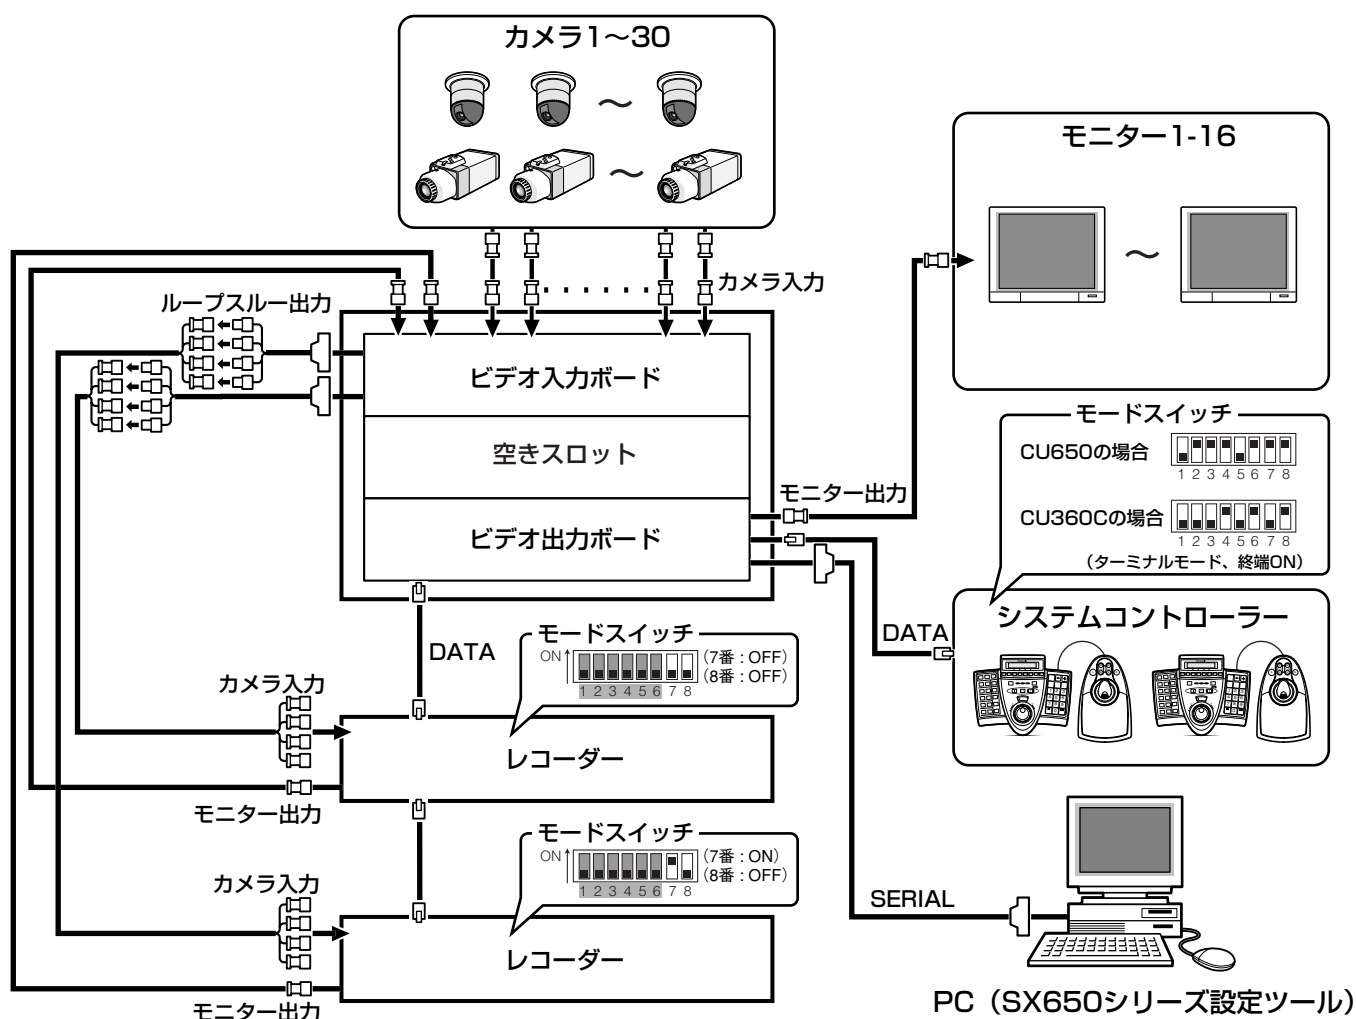 カメラ1〜30
モニター1-16
カメラ入力
ループスルー出力
ビデオ入力ボード
空きスロット
ビデオ出力ボード
モニター出力
モードスイッチ
CU650の場合
1 2 3 4 5 6 7 8
CU360Cの場合
1 2 3 4 5 6 7 8
(ターミナルモード、終端ON)
システムコントローラー
DATA
DATA
モードスイッチ
ON
(7番:OFF)
(8番:OFF)
1 2 3 4 5 6 7 8
カメラ入力
レコーダー
モニター出力
モードスイッチ
ON
(7番:ON)
(8番:OFF)
1 2 3 4 5 6 7 8
カメラ入力
レコーダー
モニター出力
SERIAL
PC(SX650シリーズ設定ツール)